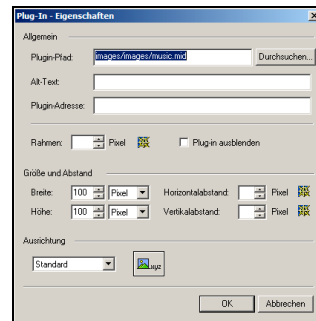 Plug-In - Eigenschaften
Allgemein
Plugin-Pfad: images/images/music.mid Durchsuchen...
Alt-Text:
Plugin-Adresse:
Rahmen: Pixel Plug-in ausblenden
Größe und Abstand
Breite: 100 Pixel Horizontalabstand: Pixel
Höhe: 100 Pixel Vertikalabstand: Pixel
Ausrichtung
Standard xyz
OK Abbrechen